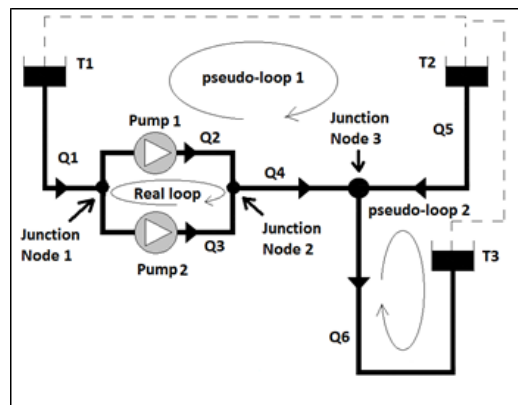 T1
T2
pseudo-loop 1
Junction
Node 3
Pump 1
Q1
Q2
Q4
Q5
Real loop
pseudo-loop 2
Junction
Node 1
Q3
Junction
Node 2
Pump 2
T3
Q6